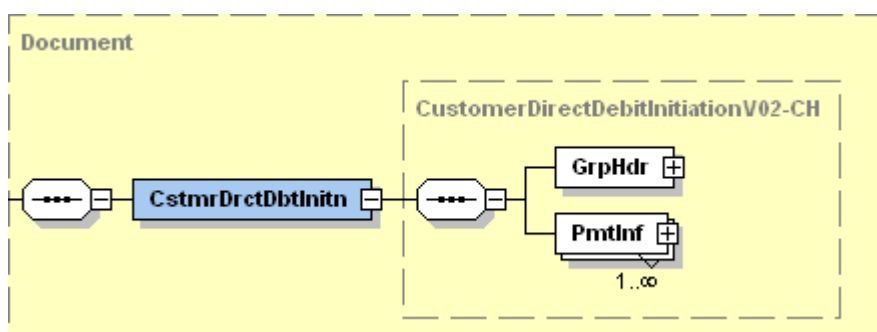 Document
CustomerDirectDebitInitiationV02-CH
GrpHdr
CstmrDrctDbtInitn
PmtInf
1..∞